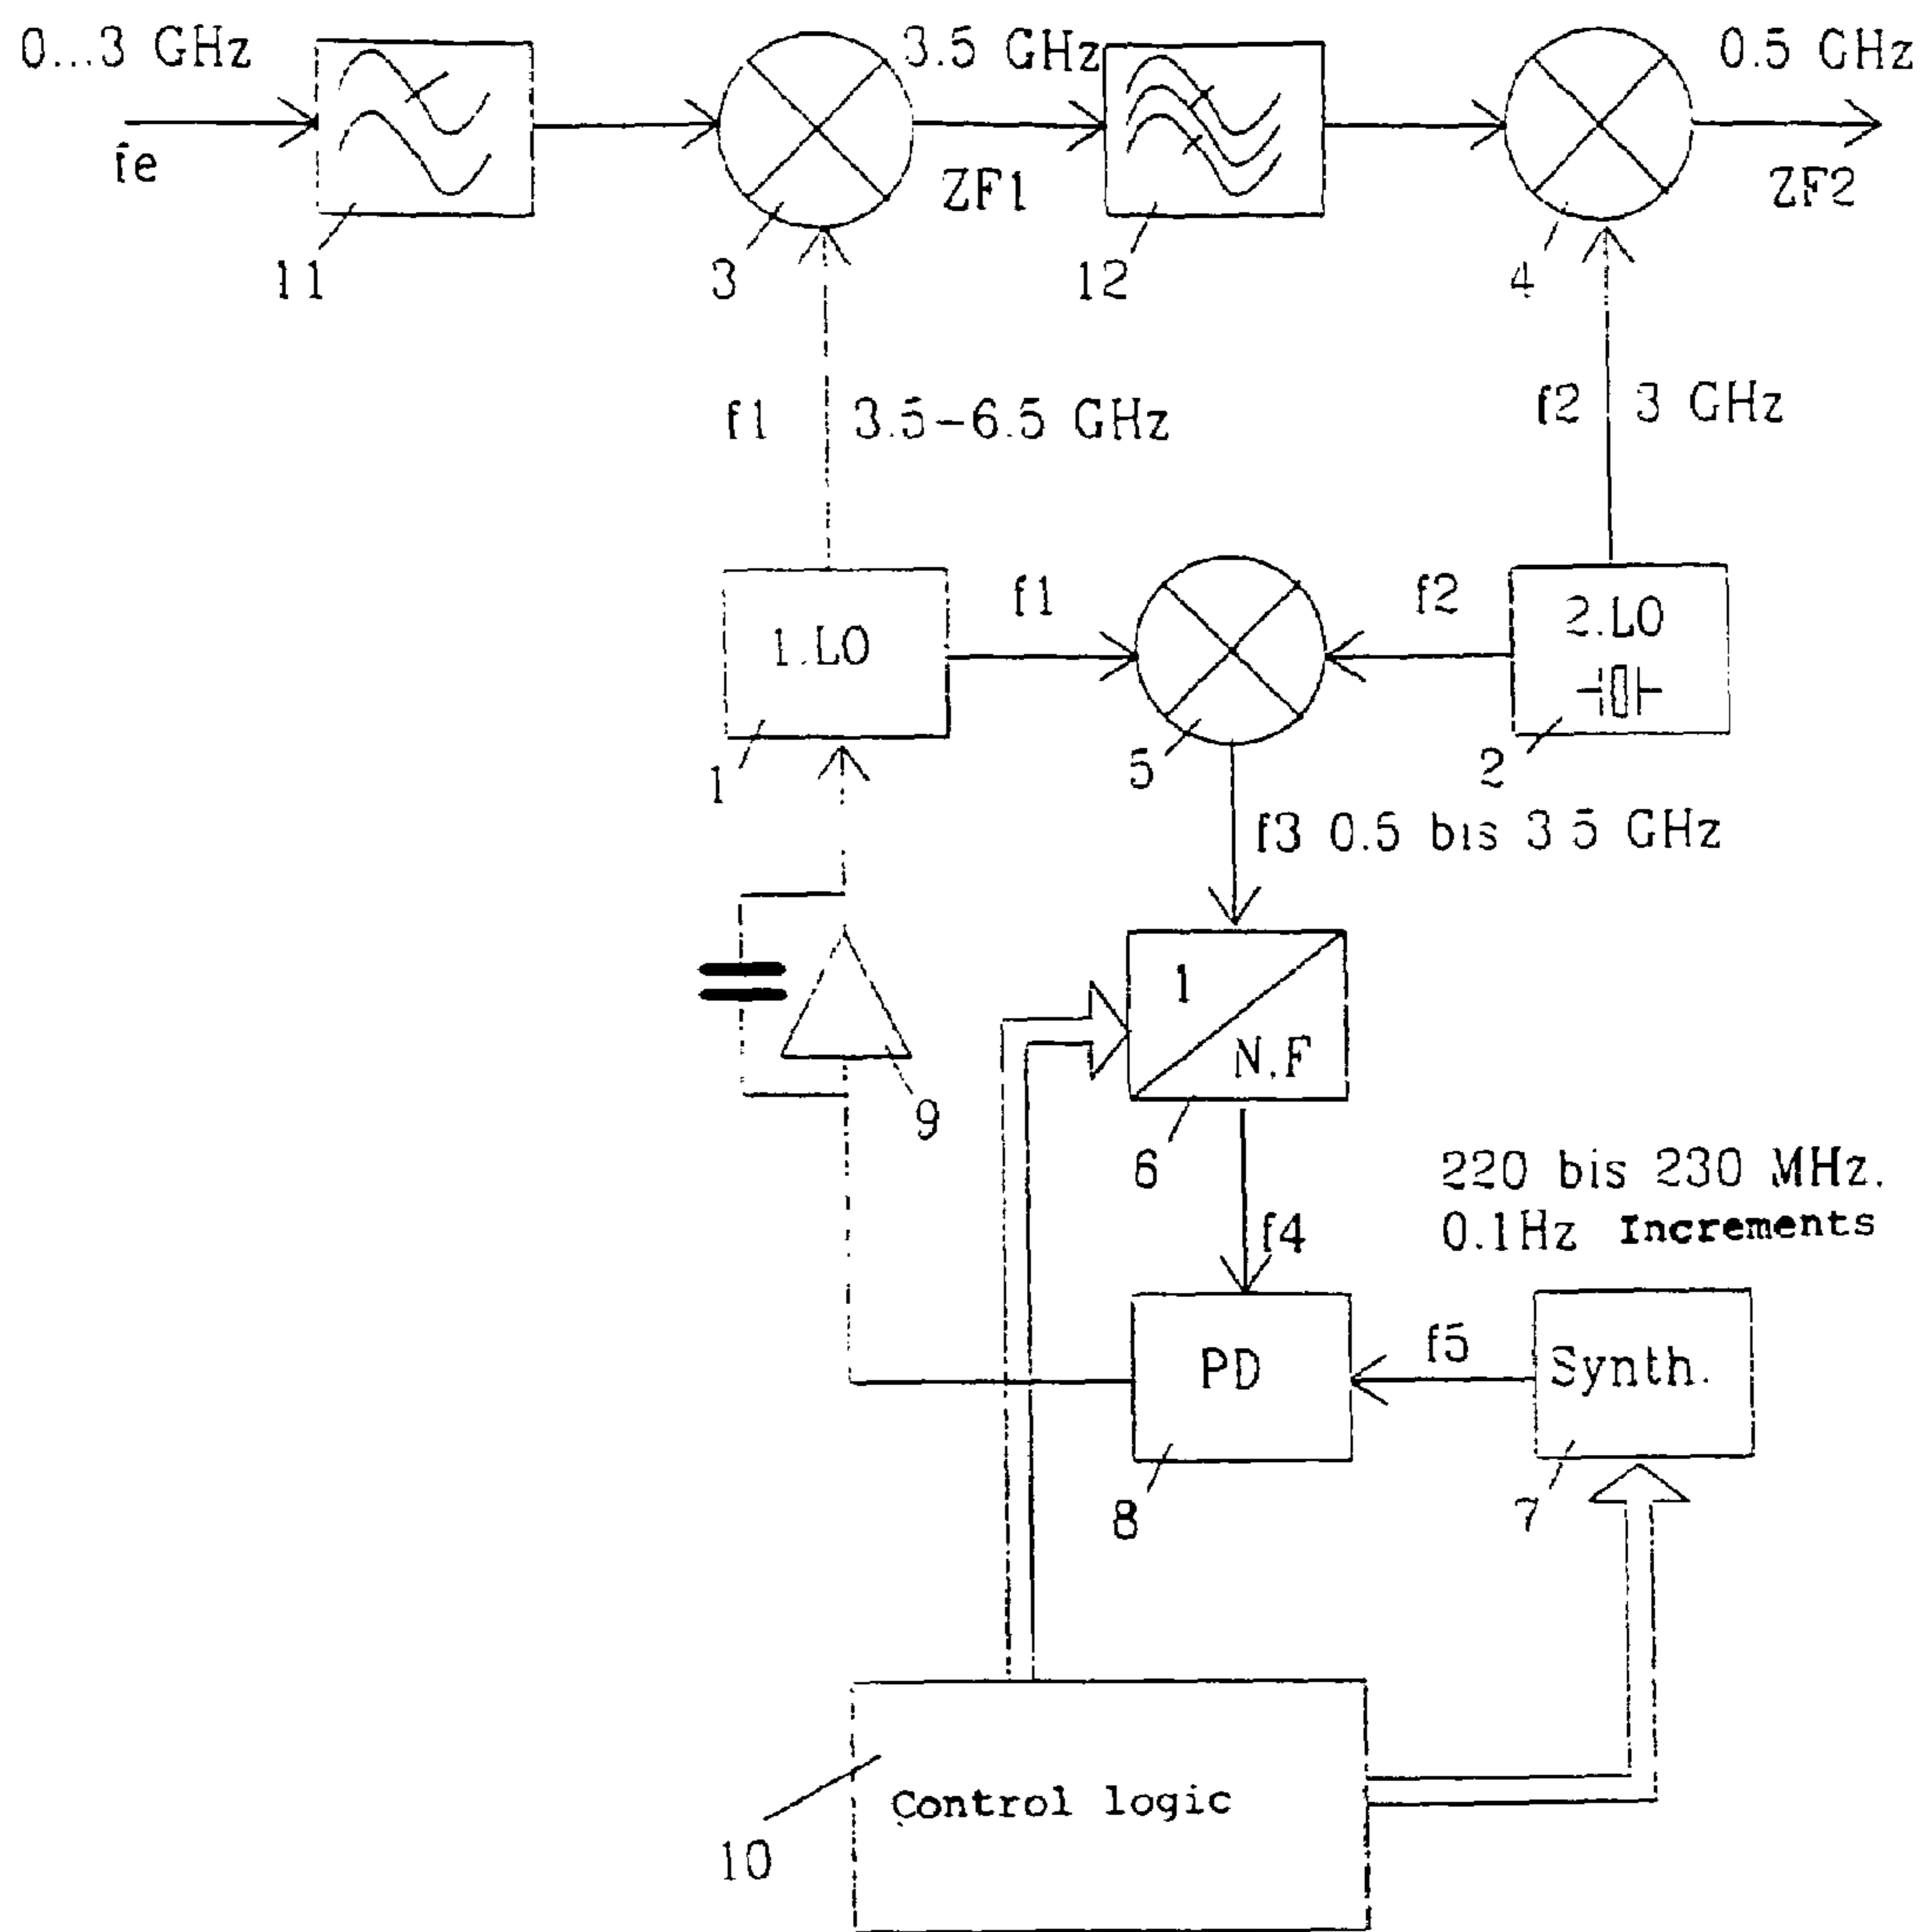 0...3 GHz
3.5 GHz
0.5 GHz
fe
ZF1
ZF2
11
3
12
4
f1
3.5-6.5 GHz
f2
3 GHz
1.LO
f1
f2
2.LO
1
5
2
f3 0.5 bis 3 5 GHz
1
N.F
9
6
220 bis 230 MHz.
0.1Hz Increments
f4
PD
f5
Synth.
8
7
Control logic
10